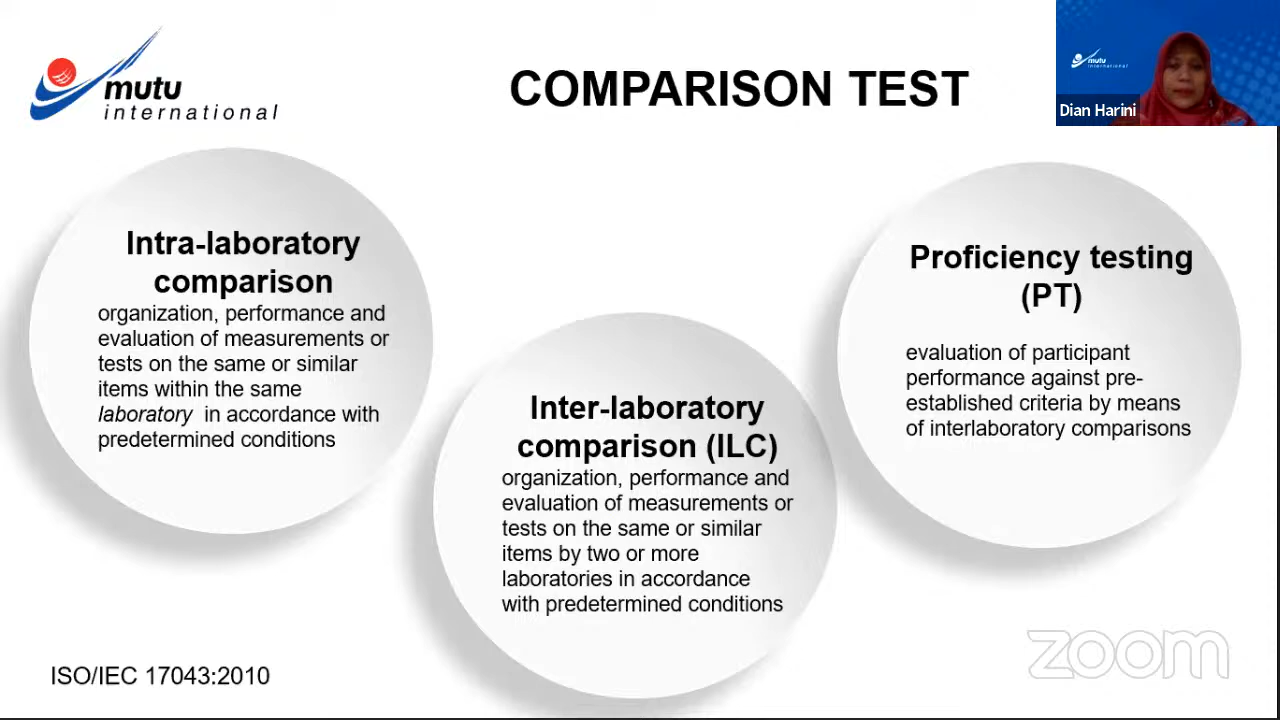 mutu
international
COMPARISON TEST
mutu
international
Dian Harini
Intra-laboratory
comparison
organization, performance and
evaluation of measurements or
tests on the same or similar
items within the same
laboratory in accordance with
predetermined conditions
Inter-laboratory
comparison (ILC)
organization, performance and
evaluation of measurements or
tests on the same or similar
items by two or more
laboratories in accordance
with predetermined conditions
Proficiency testing
(PT)
evaluation of participant
performance against pre-
established criteria by means
of interlaboratory comparisons
ISO/IEC 17043:2010
zoom